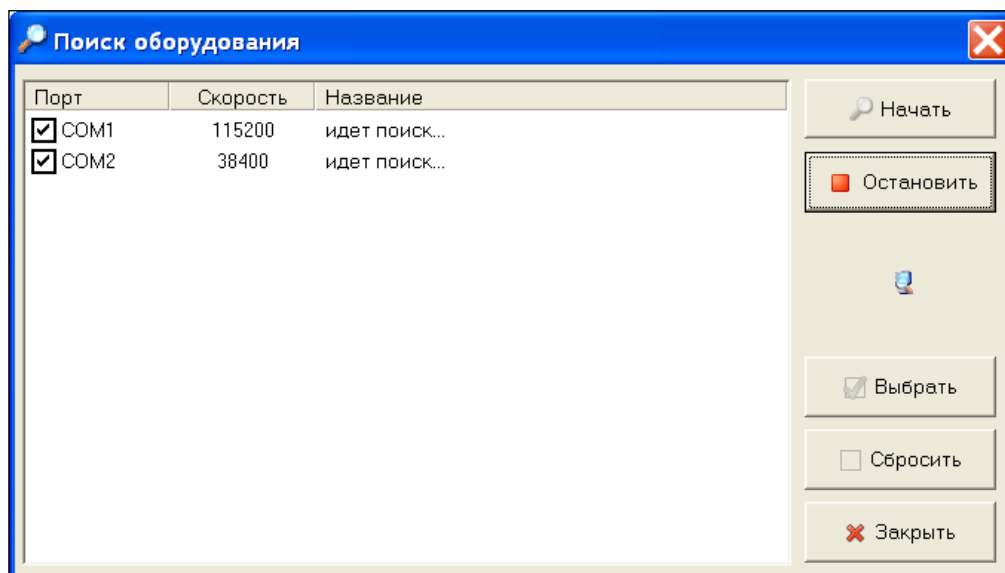 Поиск оборудования
Порт Скорость Название
COM1 115200 идет поиск...
COM2 38400 идет поиск...
Начать
Остановить
Выбрать
Сбросить
Закрыть